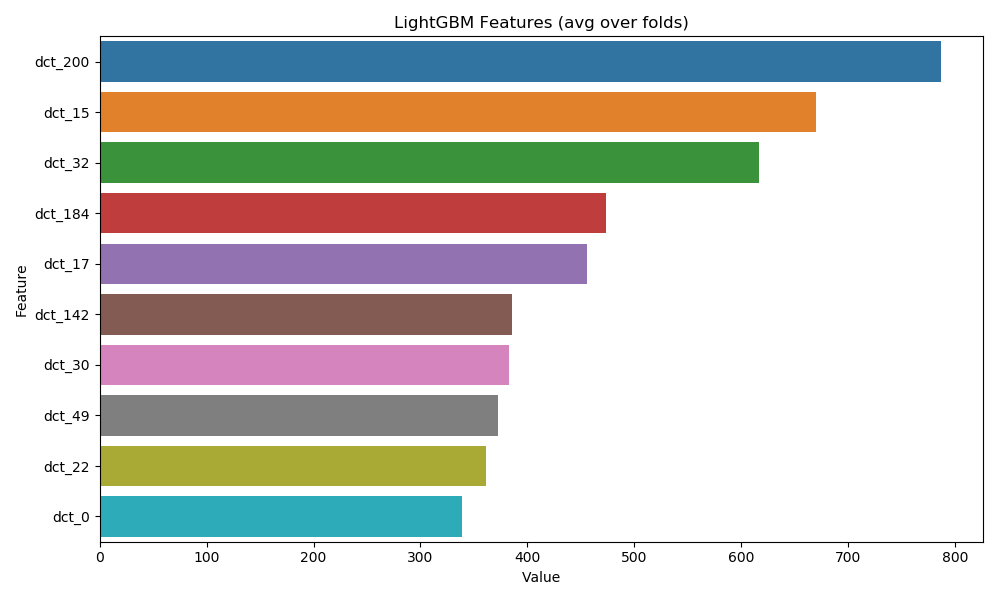 LightGBM Features (avg over folds)
dct_200
dct_15
dct_32
dct_184
dct_17
dct_142
dct_30
dct_49
dct_22
dct_0
Feature
0 100 200 300 400 500 600 700 800
Value